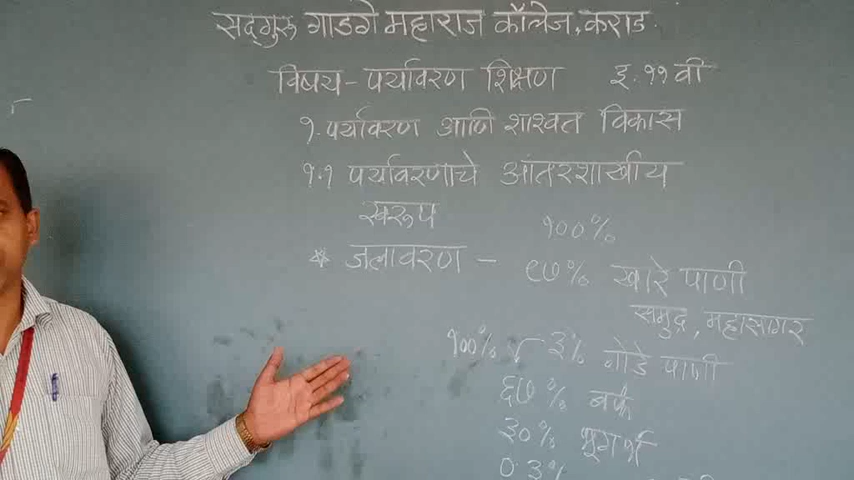 सद्गुरू गाडगे महाराज कॉलेज, कराड.
विषय - पर्यावरण शिक्षण इ. ११ वी
१. पर्यावरण आणि शाश्वत विकास
१.१ पर्यावरणाचे आंतरशाखीय
स्वरूप
१००%
* जलावरण - ९७% खारे पाणी
समुद्र, महासागर
१००% ३% गोडे पाणी
६७% बर्फ
३०% भूगर्भ
०.३%